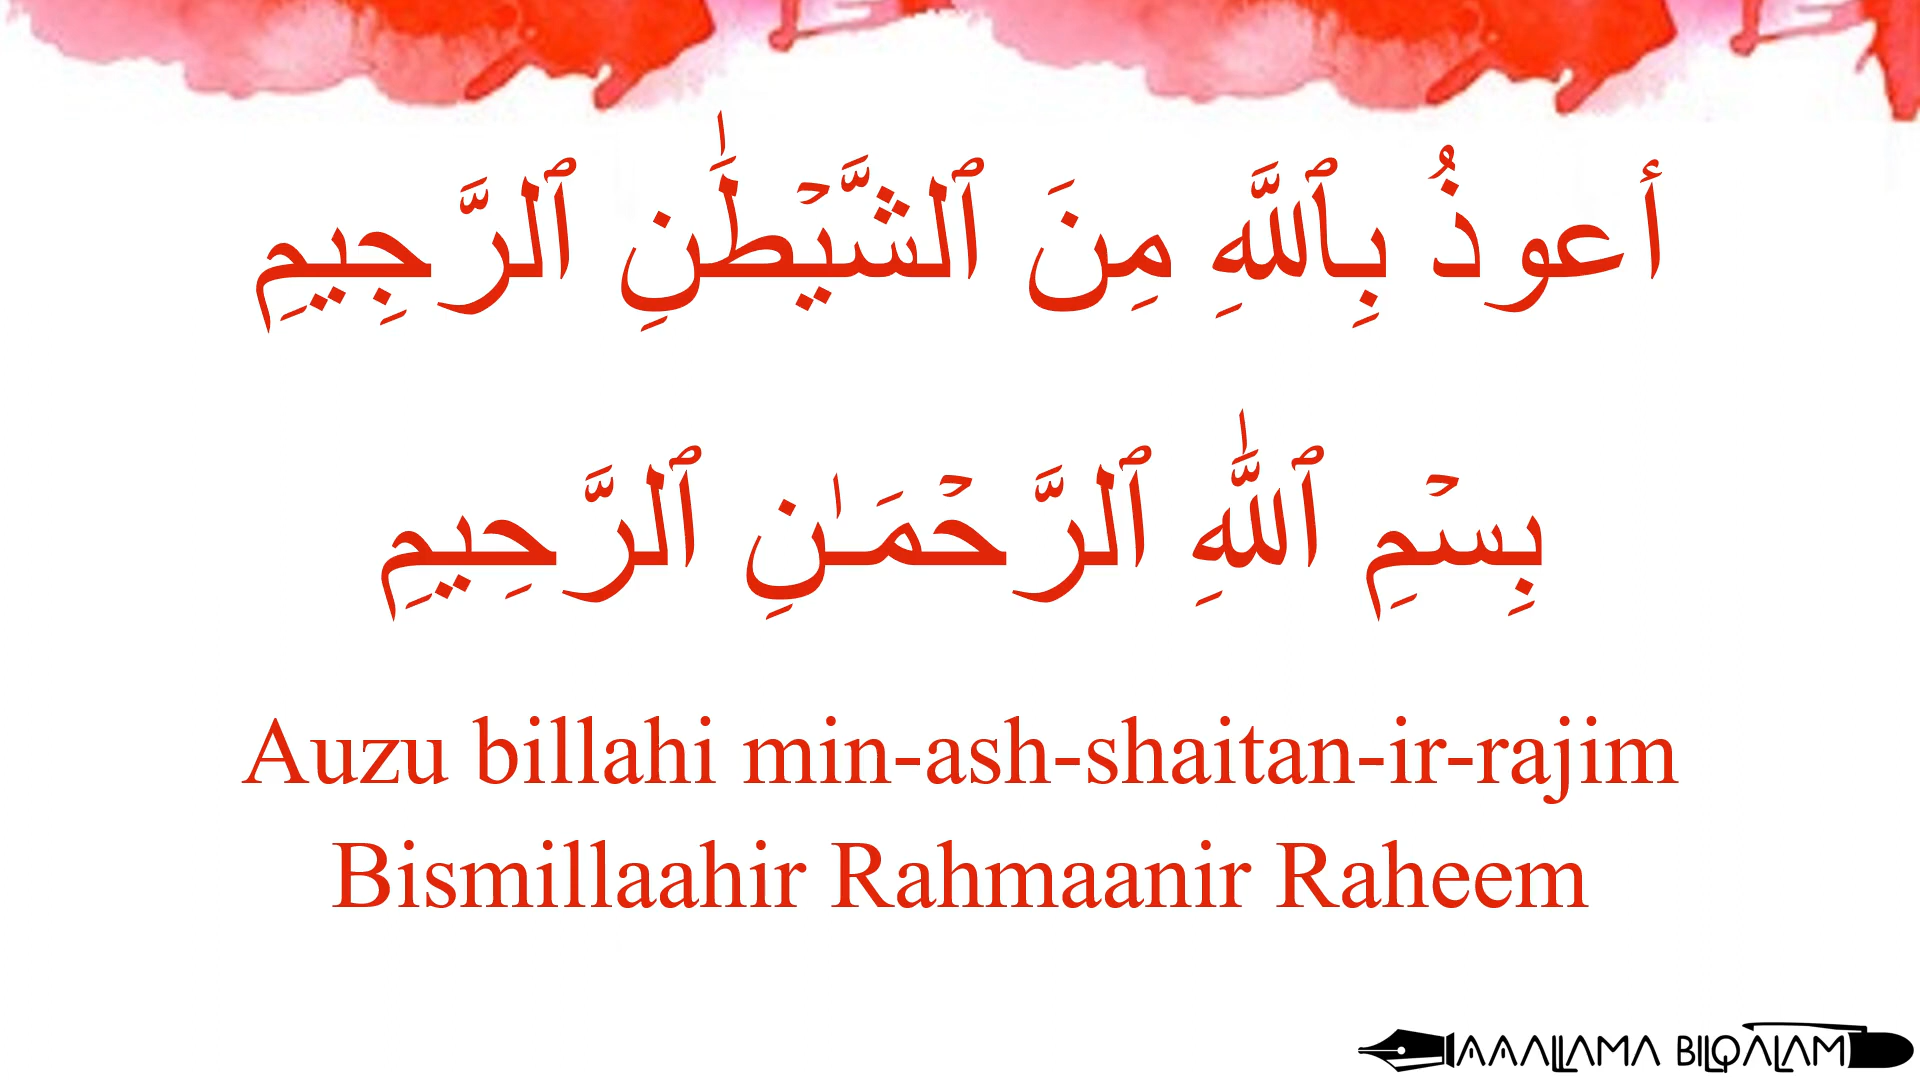 أعوذُ بِٱللَّهِ مِنَ ٱلشَّيۡطَٰنِ ٱلرَّجِيمِ
بِسۡمِ ٱللَّٰهِ ٱلرَّحۡمَـٰنِ ٱلرَّحِيمِ
Auzu billahi min-ash-shaitan-ir-rajim
Bismillaahir Rahmaanir Raheem
AAALLAMA BILQALAM